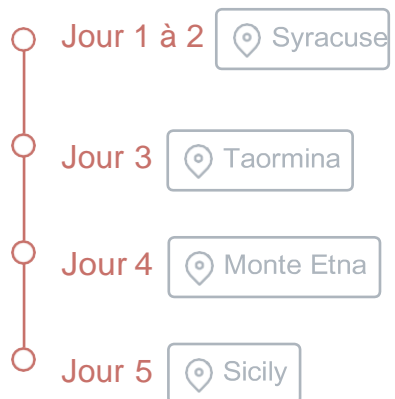 Jour 1 à 2 Syracuse
Jour 3 Taormina
Jour 4 Monte Etna
Jour 5 Sicily